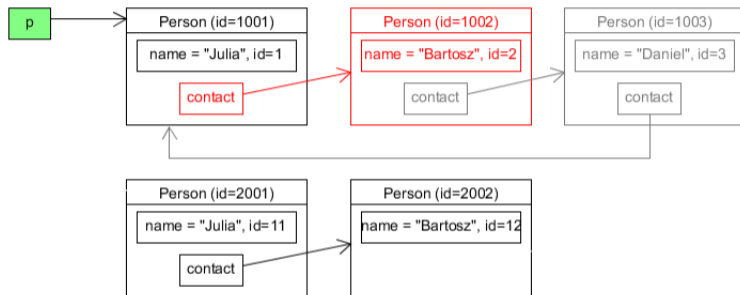 p
Person (id=1001)
Person (id=1002)
Person (id=1003)
name = "Julia", id=1
name = "Bartosz", id=2
name = "Daniel", id=3
contact
contact
contact
Person (id=2001)
Person (id=2002)
name = "Julia", id=11
name = "Bartosz", id=12
contact